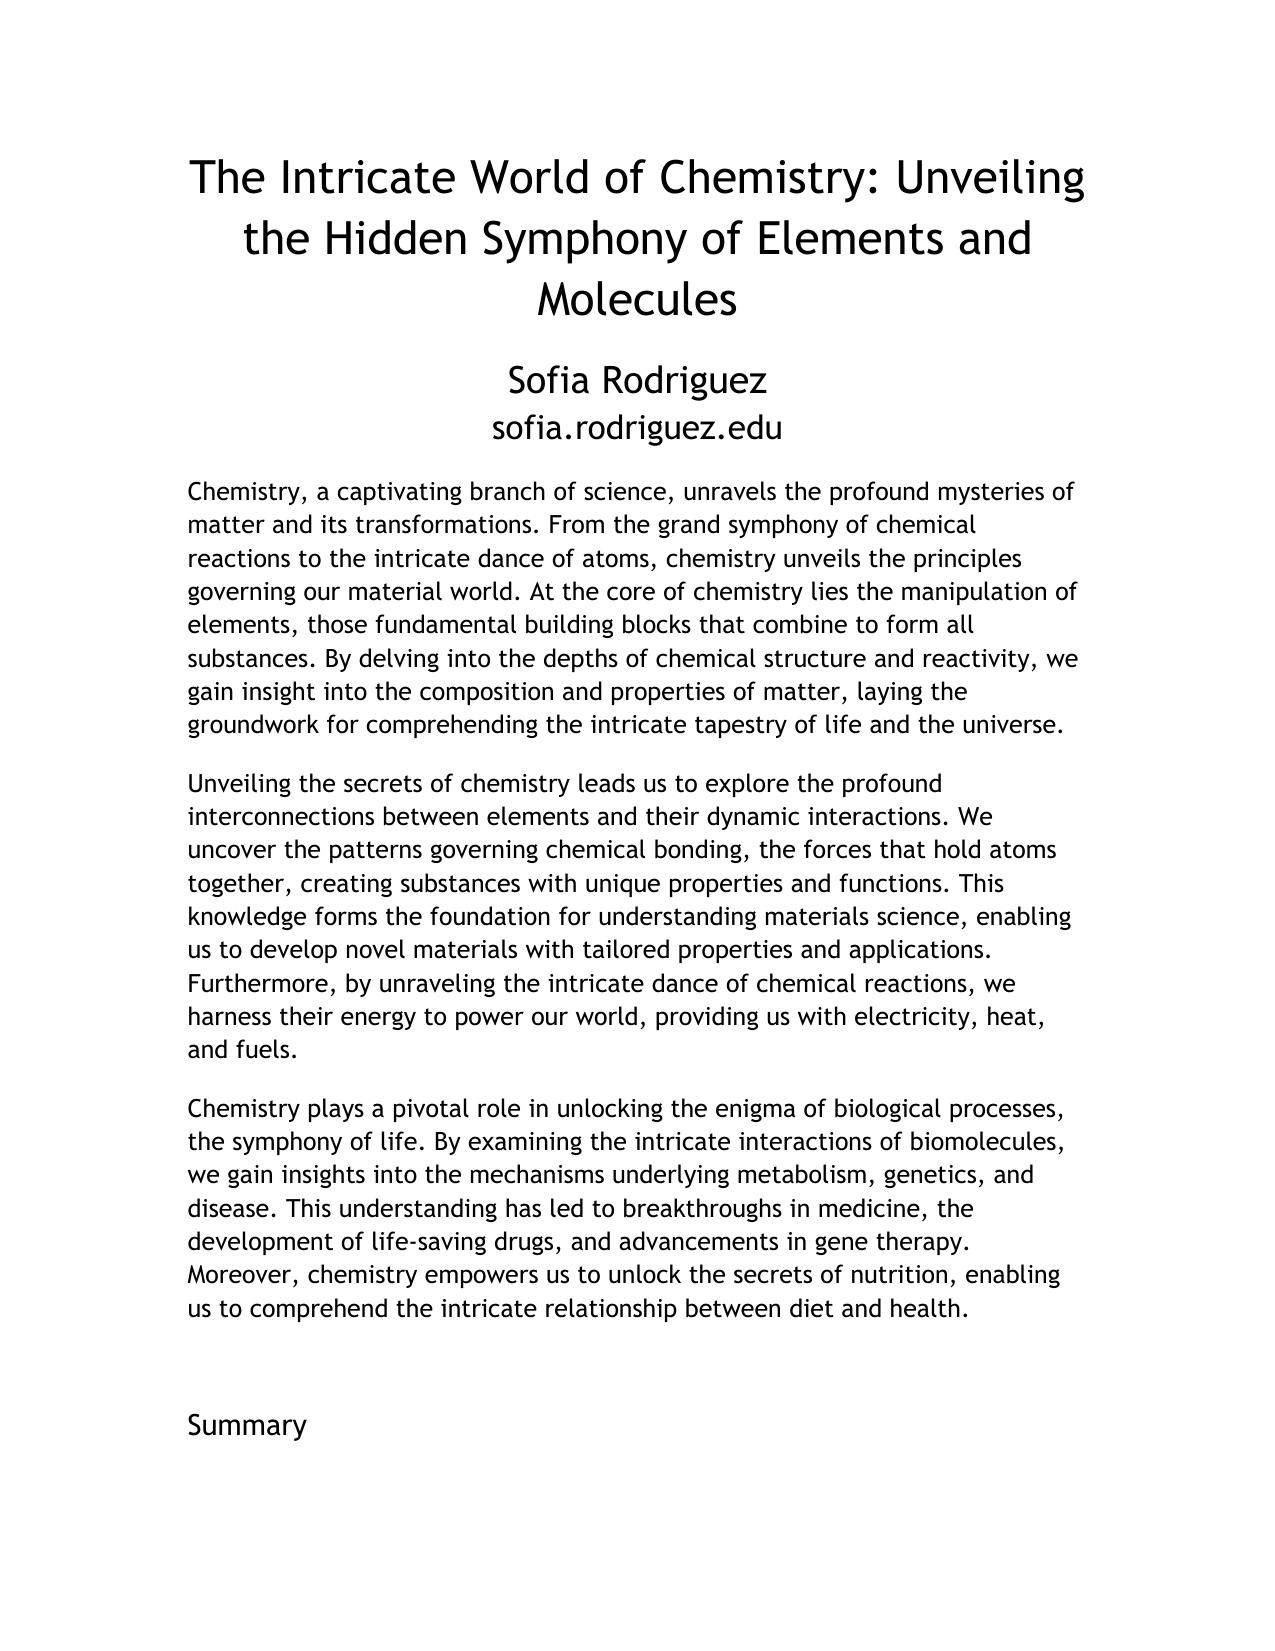 The Intricate World of Chemistry: Unveiling
the Hidden Symphony of Elements and
Molecules
Sofia Rodriguez
sofia.rodriguez.edu
Chemistry, a captivating branch of science, unravels the profound mysteries of
matter and its transformations. From the grand symphony of chemical
reactions to the intricate dance of atoms, chemistry unveils the principles
governing our material world. At the core of chemistry lies the manipulation of
elements, those fundamental building blocks that combine to form all
substances. By delving into the depths of chemical structure and reactivity, we
gain insight into the composition and properties of matter, laying the
groundwork for comprehending the intricate tapestry of life and the universe.
Unveiling the secrets of chemistry leads us to explore the profound
interconnections between elements and their dynamic interactions. We
uncover the patterns governing chemical bonding, the forces that hold atoms
together, creating substances with unique properties and functions. This
knowledge forms the foundation for understanding materials science, enabling
us to develop novel materials with tailored properties and applications.
Furthermore, by unraveling the intricate dance of chemical reactions, we
harness their energy to power our world, providing us with electricity, heat,
and fuels.
Chemistry plays a pivotal role in unlocking the enigma of biological processes,
the symphony of life. By examining the intricate interactions of biomolecules,
we gain insights into the mechanisms underlying metabolism, genetics, and
disease. This understanding has led to breakthroughs in medicine, the
development of life-saving drugs, and advancements in gene therapy.
Moreover, chemistry empowers us to unlock the secrets of nutrition, enabling
us to comprehend the intricate relationship between diet and health.
Summary